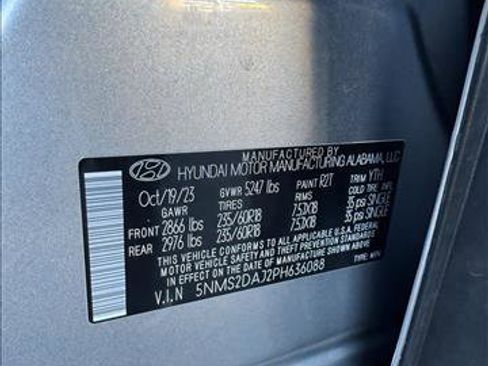 MANUFACTURED BY
HYUNDAI MOTOR MANUFACTURING ALABAMA, LLC
Oct/19/23 GVWR 5247 lbs PAINT R2T TRIM YTH
GAWR TIRES RIMS COLD TIRE INFL.
FRONT 2866 lbs 235/60R18 7.5JX18 35 psi SINGLE
REAR 2976 lbs 235/60R18 7.5JX18 35 psi SINGLE
THIS VEHICLE CONFORMS TO ALL APPLICABLE U.S.A. FEDERAL
MOTOR VEHICLE SAFETY, BUMPER, AND THEFT PREVENTION STANDARDS
IN EFFECT ON THE DATE OF MANUFACTURE SHOWN ABOVE.
V.I.N 5NMS2DAJ2PH636088 TYPE: MPV